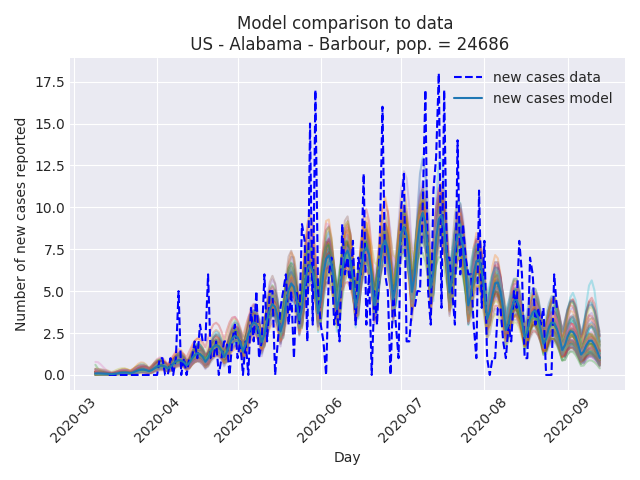 Model comparison to data
US - Alabama - Barbour, pop. = 24686
new cases data
new cases model
Number of new cases reported
17.5
15.0
12.5
10.0
7.5
5.0
2.5
0.0
2020-03
2020-04
2020-05
2020-06
2020-07
2020-08
2020-09
Day